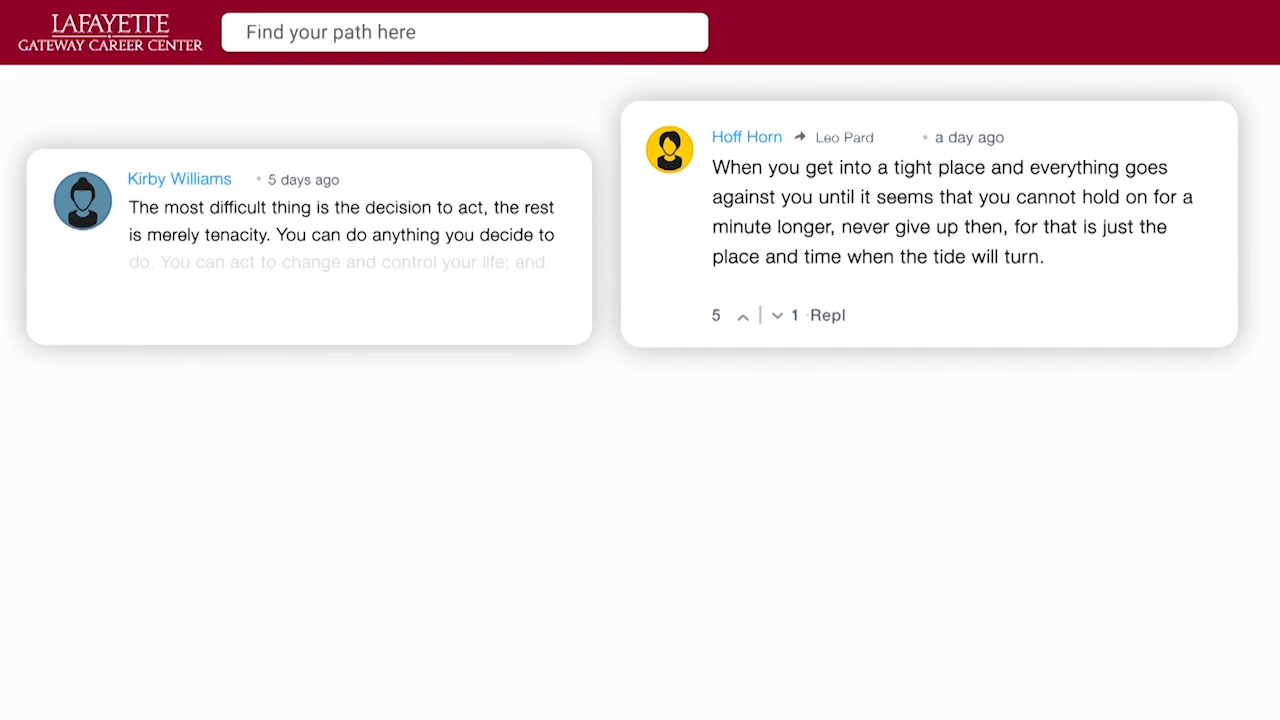 LAFAYETTE
GATEWAY CAREER CENTER
Find your path here
Kirby Williams • 5 days ago
The most difficult thing is the decision to act, the rest
is merely tenacity. You can do anything you decide to
do. You can act to change and control your life; and
Hoff Horn Leo Pard • a day ago
When you get into a tight place and everything goes
against you until it seems that you cannot hold on for a
minute longer, never give up then, for that is just the
place and time when the tide will turn.
5 | 1 Repl